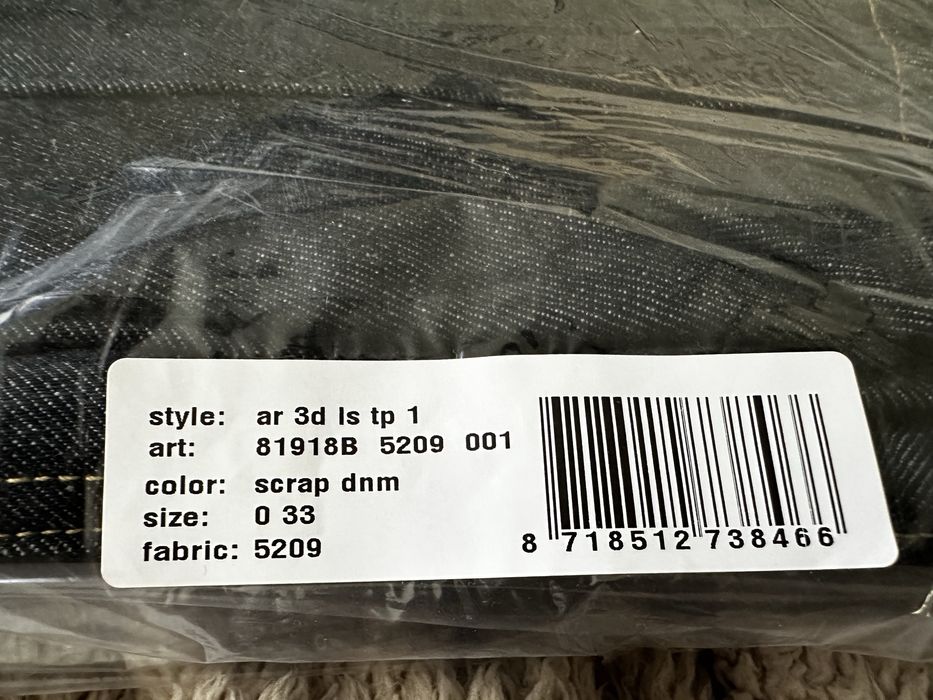 style: ar 3d ls tp 1
art: 81918B 5209 001
color: scrap dnm
size: 0 33
fabric: 5209
8 718512 738466